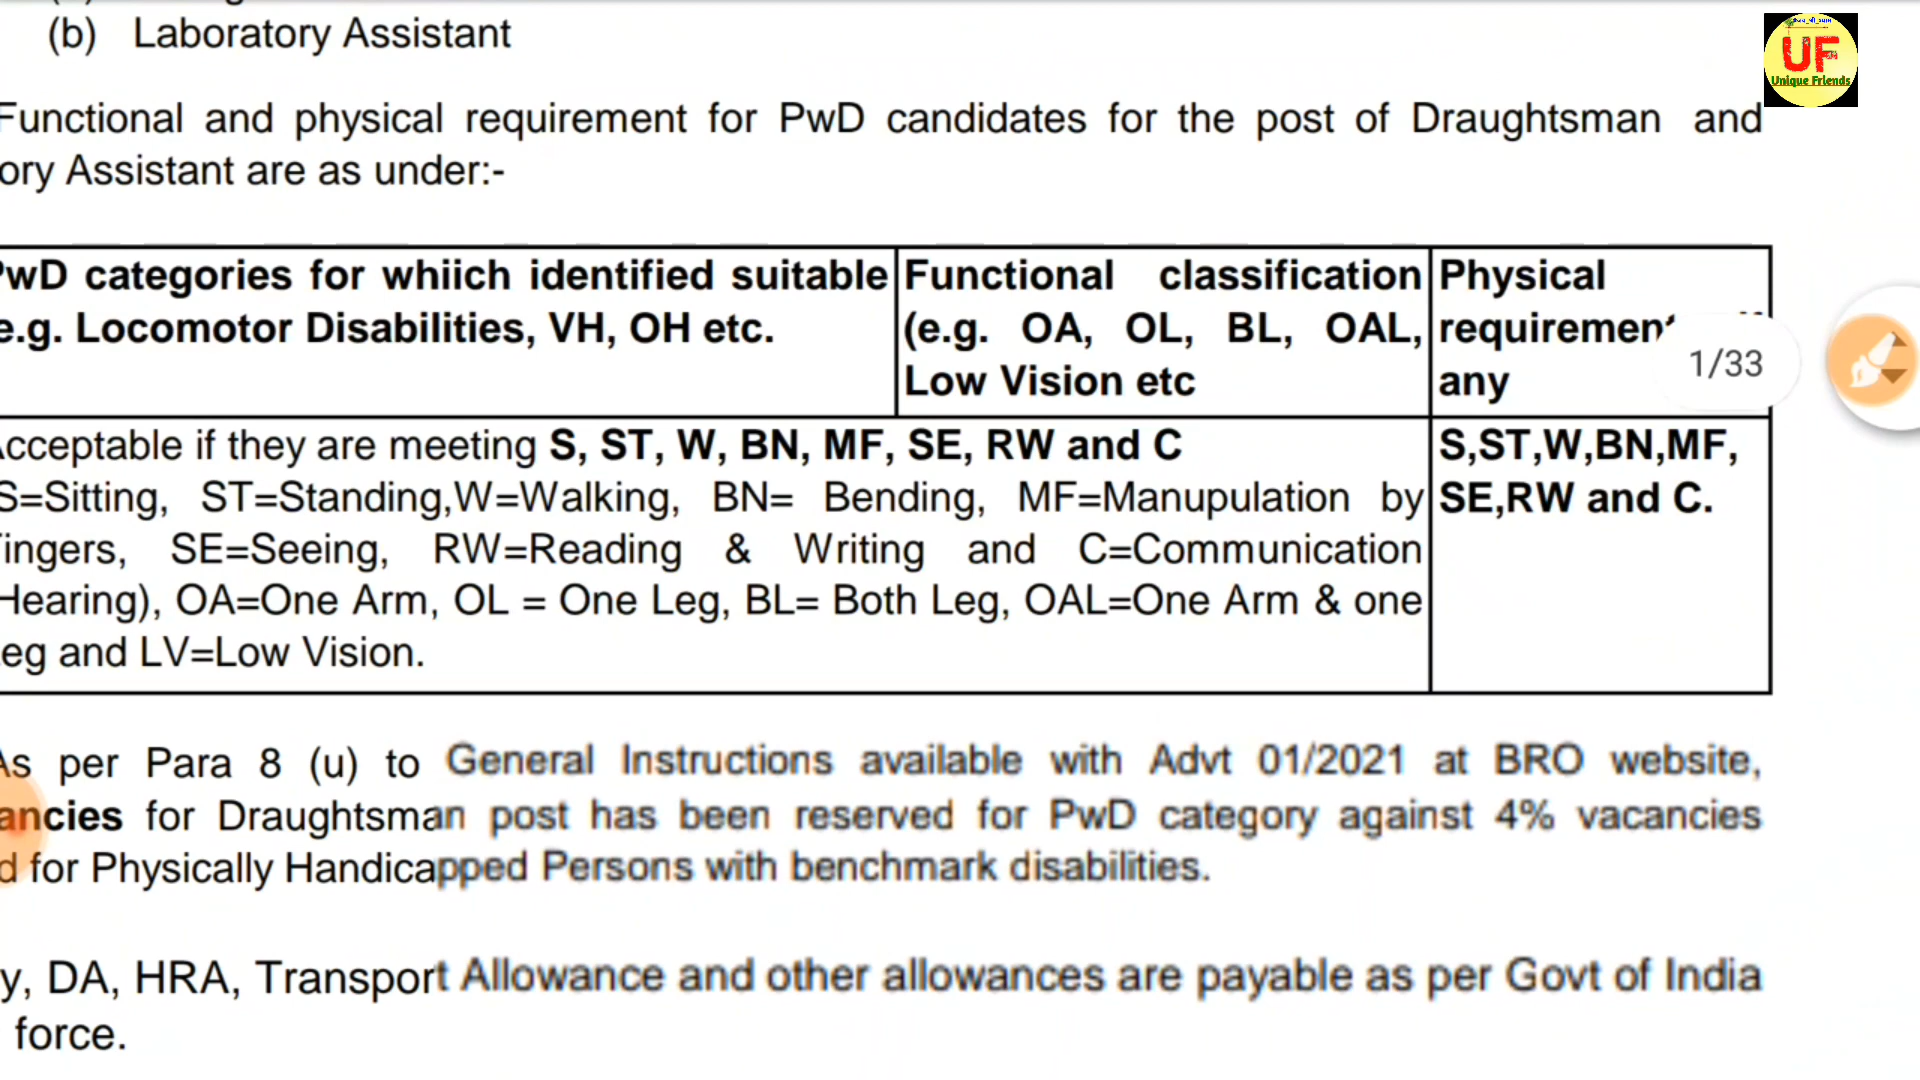 (b) Laboratory Assistant
UF
Unique Friends
Functional and physical requirement for PwD candidates for the post of Draughtsman and
ory Assistant are as under:-
PwD categories for whiich identified suitable
e.g. Locomotor Disabilities, VH, OH etc.
Functional classification
(e.g. OA, OL, BL, OAL,
Low Vision etc
Physical
requiremen
any
1/33
Acceptable if they are meeting S, ST, W, BN, MF, SE, RW and C
S=Sitting, ST=Standing,W=Walking, BN= Bending, MF=Manupulation by
ingers, SE=Seeing, RW=Reading & Writing and C=Communication
Hearing), OA=One Arm, OL = One Leg, BL= Both Leg, OAL=One Arm & one
eg and LV=Low Vision.
S,ST,W,BN,MF,
SE,RW and C.
As per Para 8 (u) to General Instructions available with Advt 01/2021 at BRO website,
ancies for Draughtsman post has been reserved for PwD category against 4% vacancies
d for Physically Handicapped Persons with benchmark disabilities.
y, DA, HRA, Transport Allowance and other allowances are payable as per Govt of India
force.